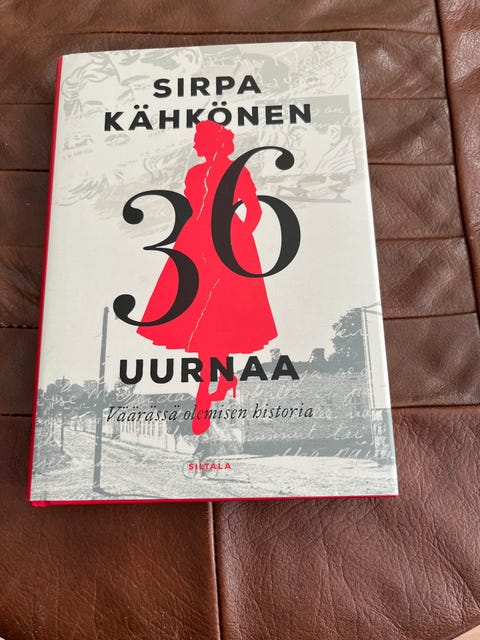 SIRPA
KÄHKÖNEN
36
UURNAA
Väärässä olemisen historia
SILTALA